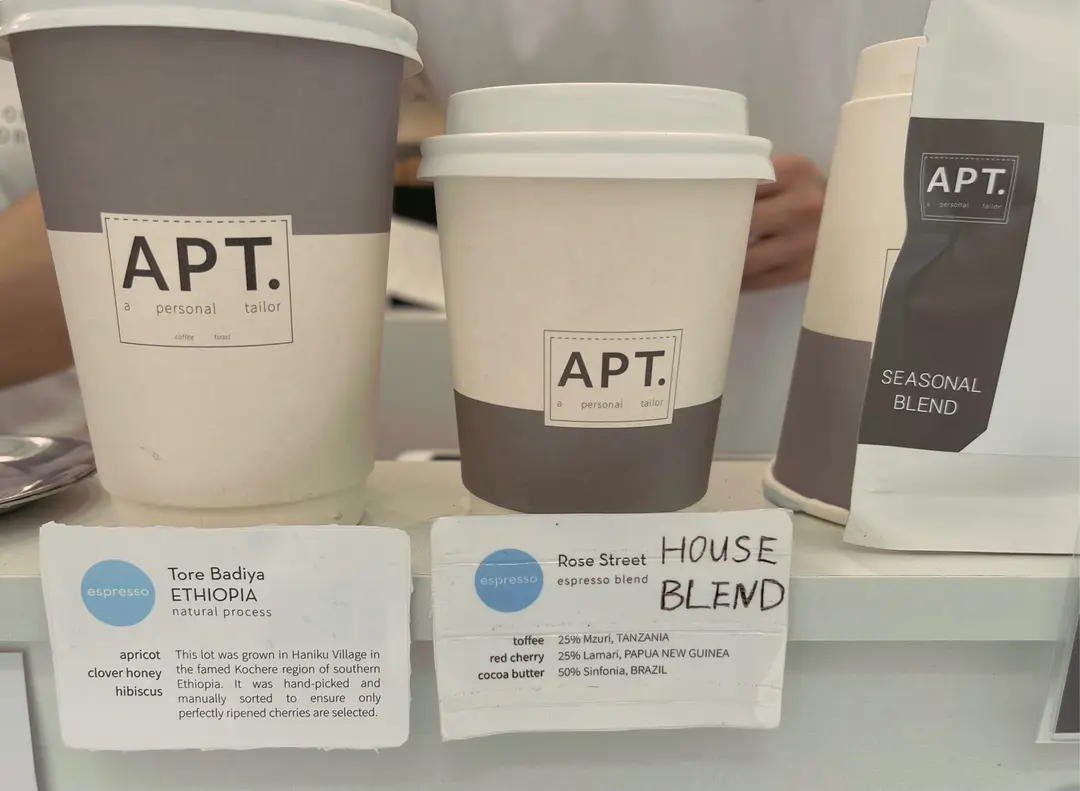 APT.
a personal tailor
coffee toast
APT.
a personal tailor
APT.
a personal tailor
SEASONAL
BLEND
espresso
Tore Badiya
ETHIOPIA
natural process
apricot
clover honey
hibiscus
This lot was grown in Haniku Village in
the famed Kochere region of southern
Ethiopia. It was hand-picked and
manually sorted to ensure only
perfectly ripened cherries are selected.
espresso
Rose Street
espresso blend
HOUSE
BLEND
toffee 25% Mzuri, TANZANIA
red cherry 25% Lamari, PAPUA NEW GUINEA
cocoa butter 50% Sinfonia, BRAZIL